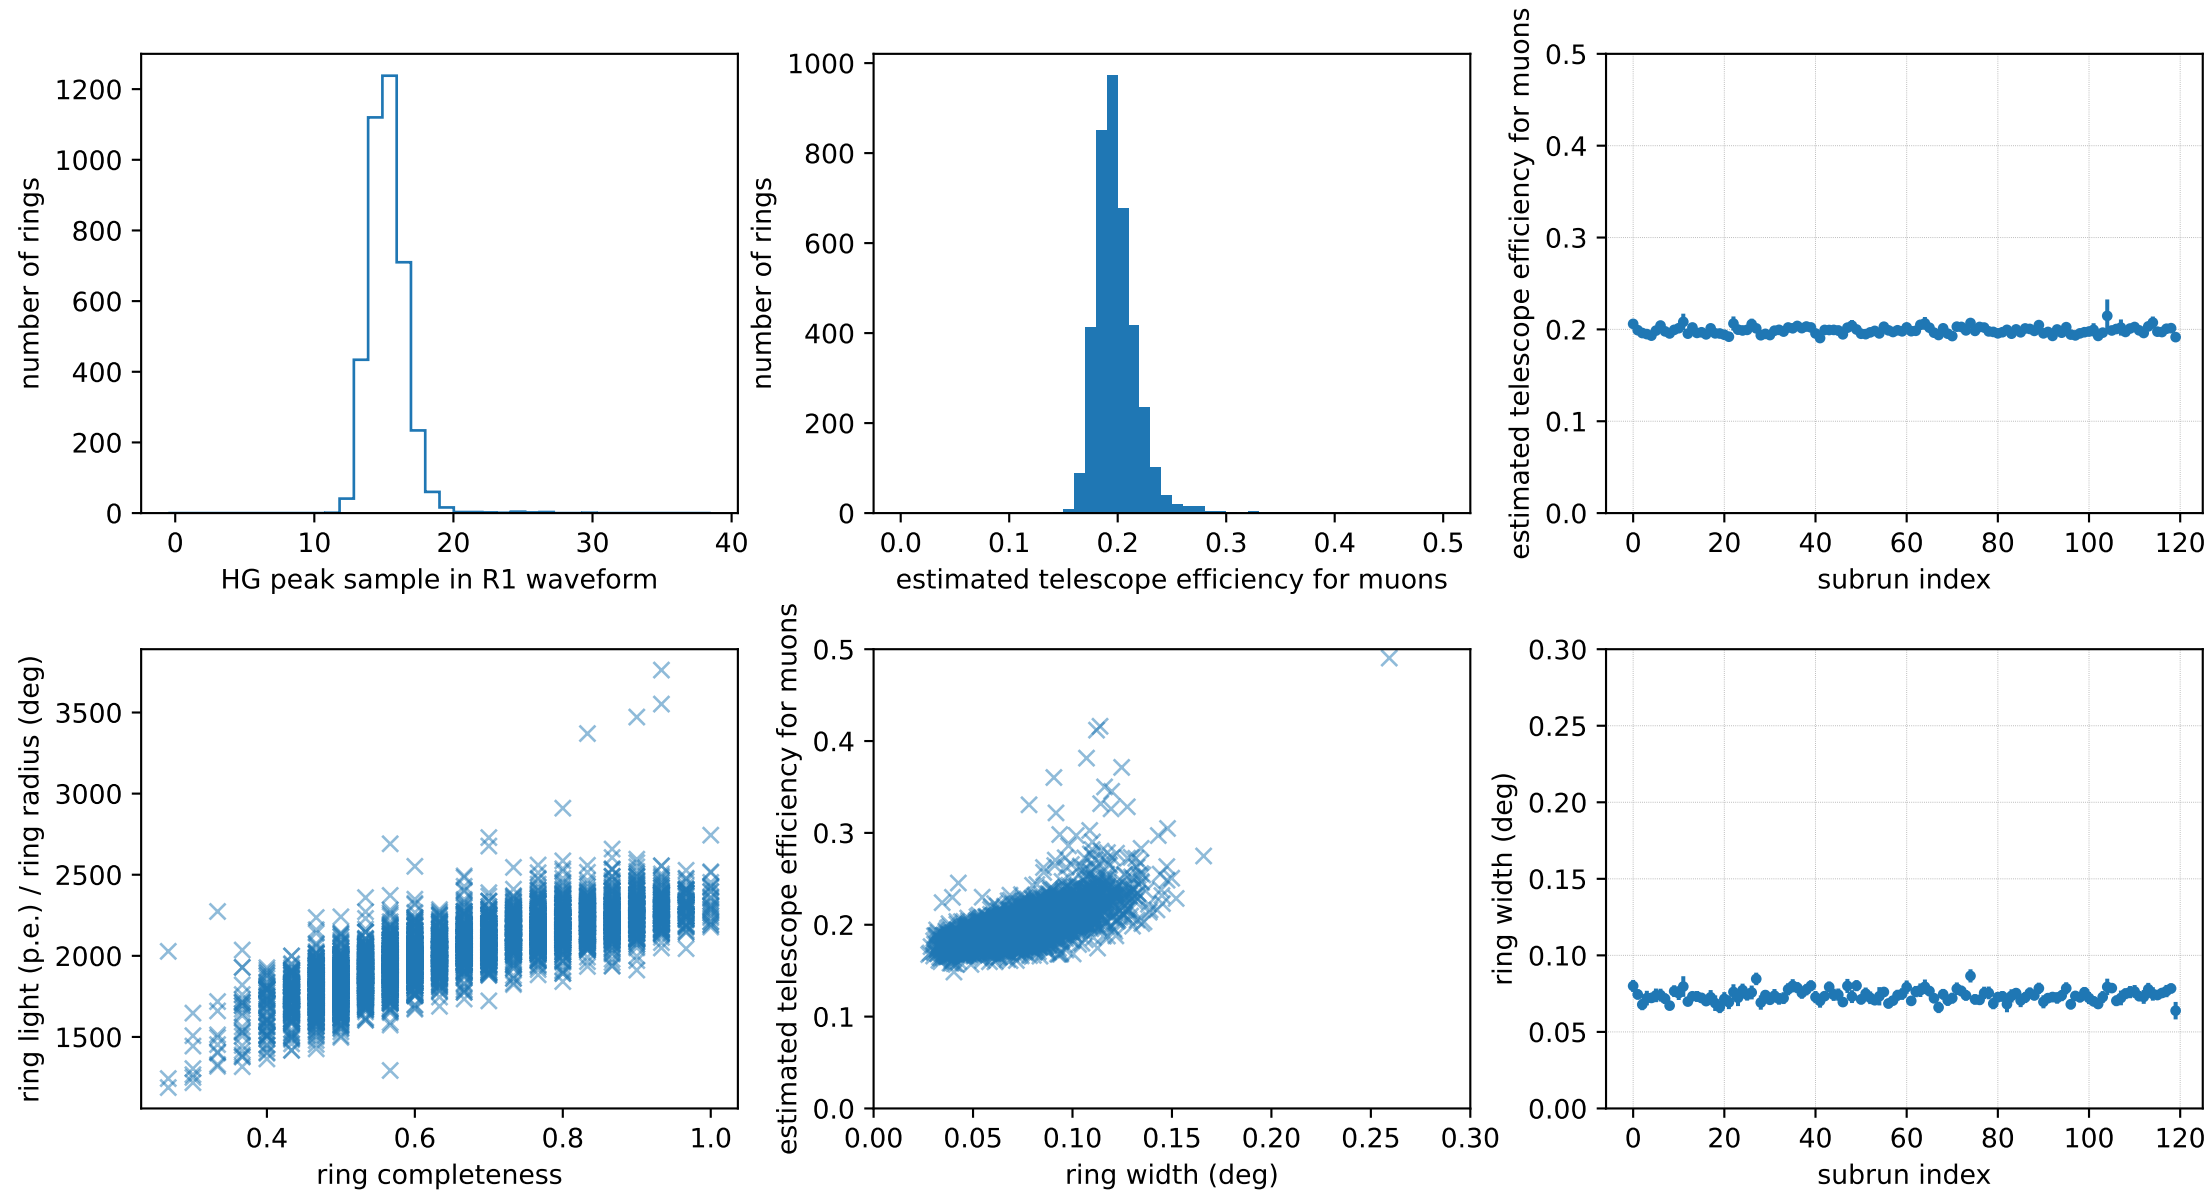 number of rings
1200
1000
800
600
400
200
0
0 10 20 30 40
HG peak sample in R1 waveform
number of rings
1000
800
600
400
200
0
0.0 0.1 0.2 0.3 0.4 0.5
estimated telescope efficiency for muons
estimated telescope efficiency for muons
0.5
0.4
0.3
0.2
0.1
0.0
0 20 40 60 80 100 120
subrun index
ring light (p.e.) / ring radius (deg)
3500
3000
2500
2000
1500
0.4 0.6 0.8 1.0
ring completeness
estimated telescope efficiency for muons
0.5
0.4
0.3
0.2
0.1
0.0
0.00 0.05 0.10 0.15 0.20 0.25 0.30
ring width (deg)
ring width (deg)
0.30
0.25
0.20
0.15
0.10
0.05
0.00
0 20 40 60 80 100 120
subrun index